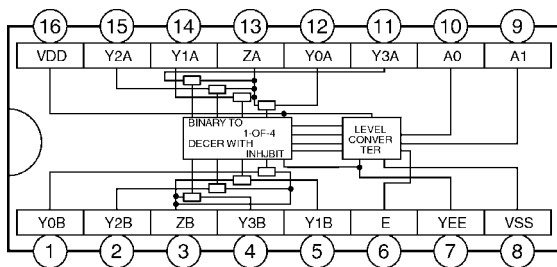 16 15 14 13 12 11 10 9
VDD Y2A Y1A ZA Y0A Y3A A0 A1
BINARY TO
1-OF-4
DECER WITH
INHJBIT
LEVEL
CONVER
TER
Y0B Y2B ZB Y3B Y1B E YEE VSS
1 2 3 4 5 6 7 8